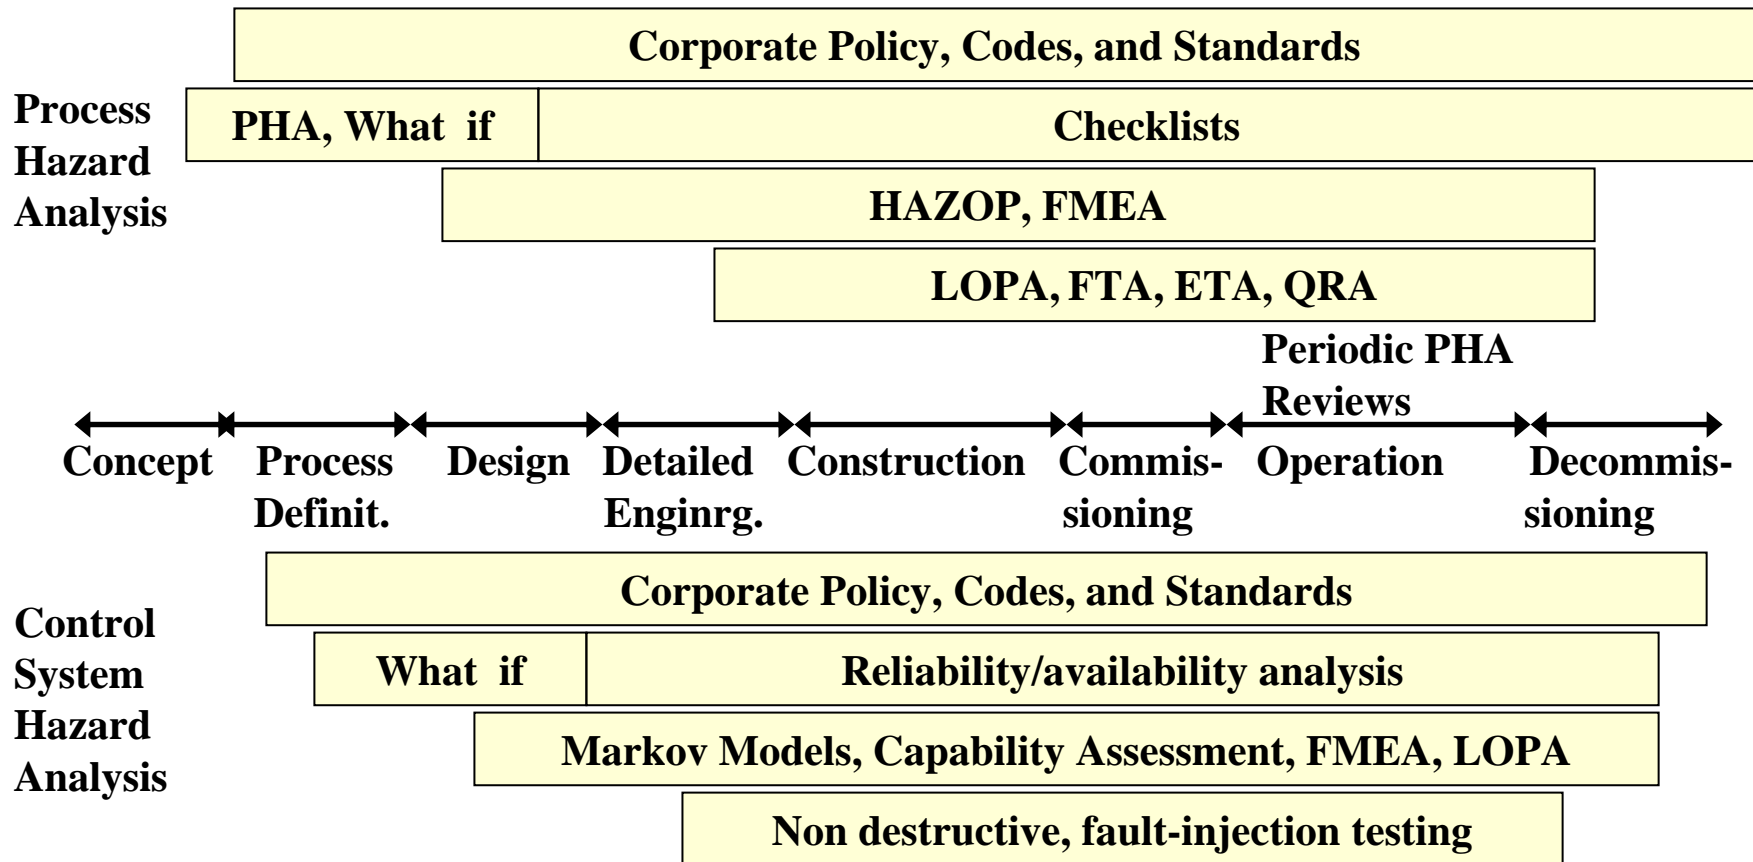 Corporate Policy, Codes, and Standards
Process
Hazard
Analysis
PHA, What if
Checklists
HAZOP, FMEA
LOPA, FTA, ETA, QRA
Periodic PHA
Reviews
Concept
Process
Definit.
Design
Detailed
Enginrg.
Construction
Commis-
sioning
Operation
Decommis-
sioning
Control
System
Hazard
Analysis
Corporate Policy, Codes, and Standards
What if
Reliability/availability analysis
Markov Models, Capability Assessment, FMEA, LOPA
Non destructive, fault-injection testing